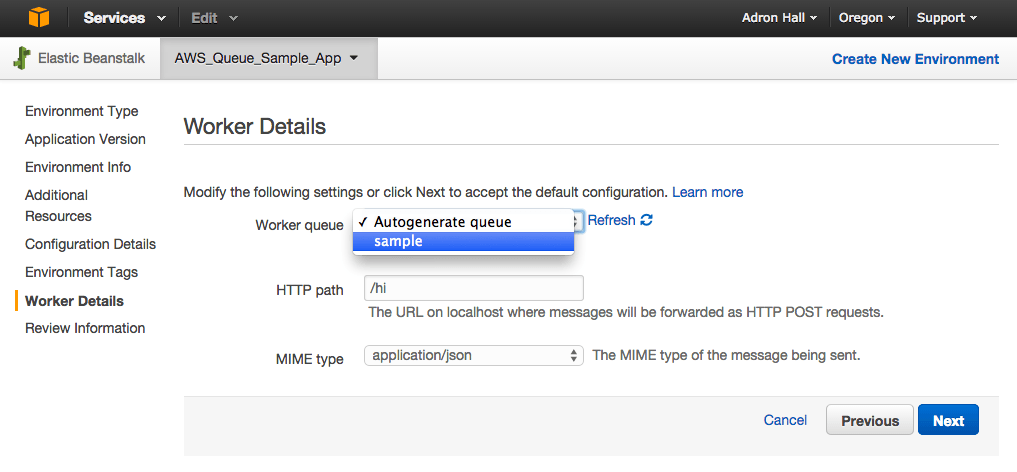 Services Edit Adron Hall Oregon Support
Elastic Beanstalk AWS_Queue_Sample_App Create New Environment
Environment Type
Application Version
Environment Info
Additional
Resources
Configuration Details
Environment Tags
Worker Details
Review Information
Worker Details
Modify the following settings or click Next to accept the default configuration. Learn more
Worker queue ✓ Autogenerate queue Refresh
sample
HTTP path /hi
The URL on localhost where messages will be forwarded as HTTP POST requests.
MIME type application/json The MIME type of the message being sent.
Cancel Previous Next